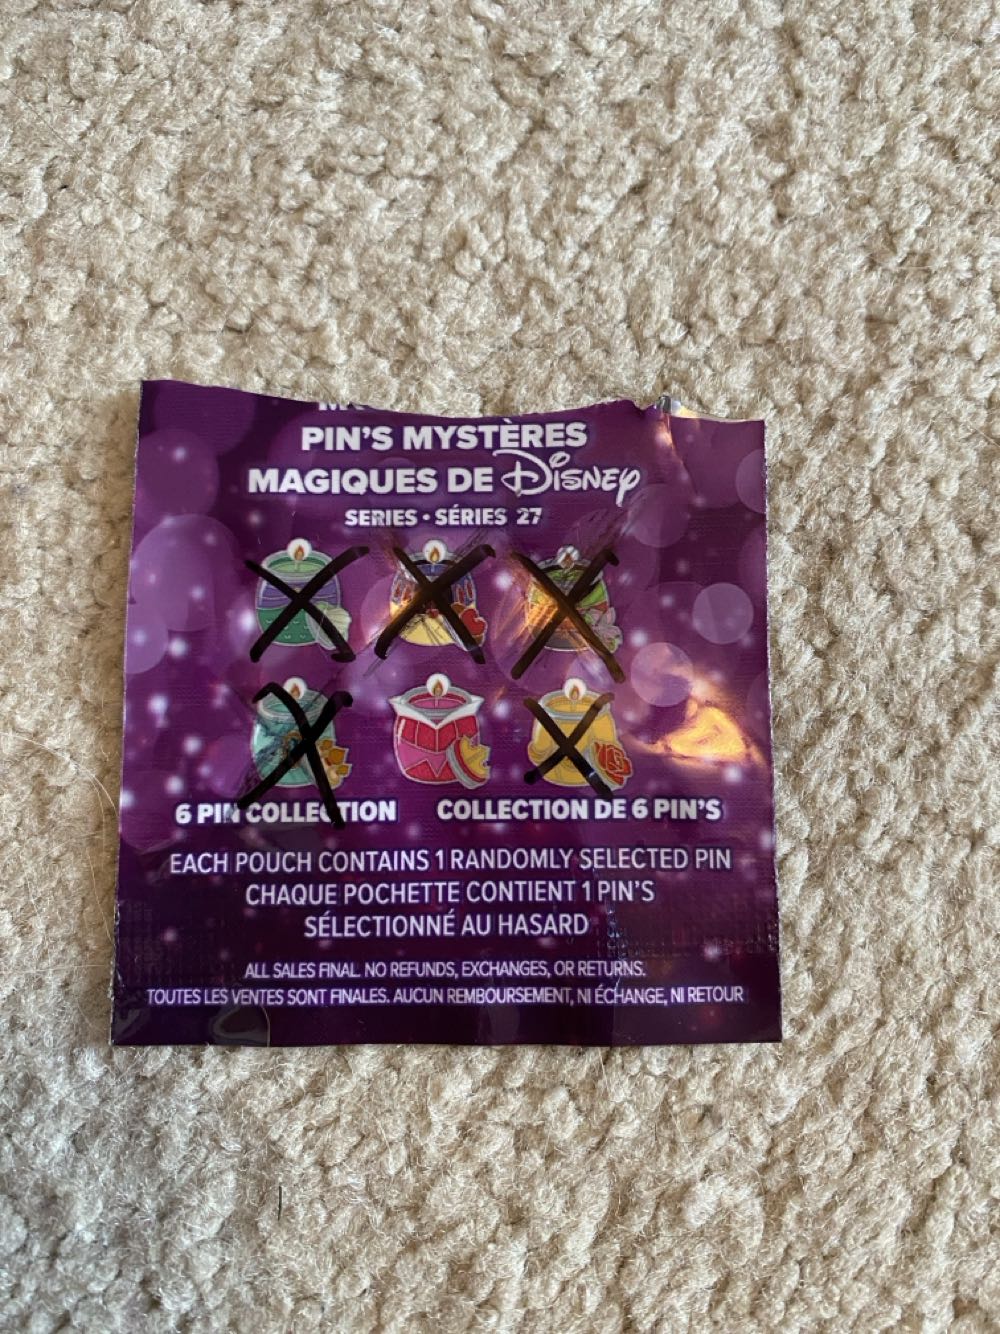 PIN'S MYSTÈRES
MAGIQUES DE Disney
SERIES • SÉRIES 27
6 PIN COLLECTION
COLLECTION DE 6 PIN'S
EACH POUCH CONTAINS 1 RANDOMLY SELECTED PIN
CHAQUE POCHETTE CONTIENT 1 PIN'S
SÉLECTIONNÉ AU HASARD
ALL SALES FINAL. NO REFUNDS, EXCHANGES, OR RETURNS.
TOUTES LES VENTES SONT FINALES. AUCUN REMBOURSEMENT, NI ÉCHANGE, NI RETOUR